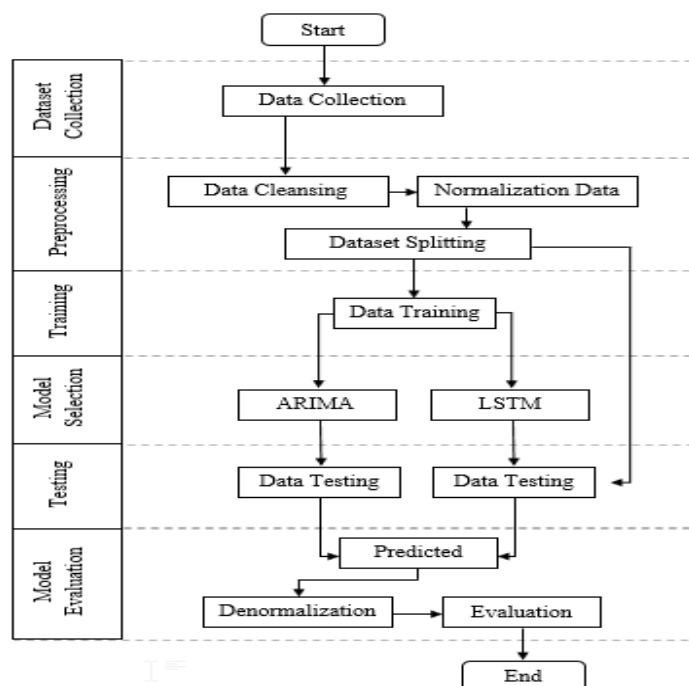 Start
Dataset
Collection
Data Collection
Preprocessing
Data Cleansing
Normalization Data
Dataset Splitting
Training
Data Training
Model
Selection
ARIMA
LSTM
Testing
Data Testing
Data Testing
Model
Evaluation
Predicted
Denormalization
Evaluation
End